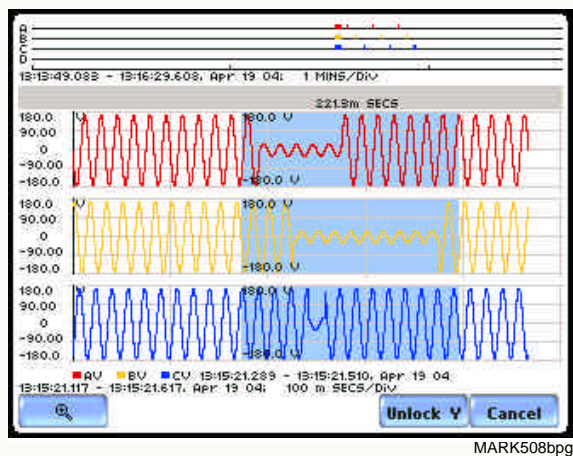 A
B
C
D
13:13:49.083 - 13:16:29.608, Apr 19 04; 1 MINS/Div
221.3m SECS
180.0 V 180.0 V
90.00
0
-90.00
-180.0 -180.0 V
180.0 V 180.0 V
90.00
0
-90.00
-180.0 -180.0 V
180.0 V 180.0 V
90.00
0
-90.00
-180.0 -180.0 V
AV BV CV 13:15:21.289 - 13:15:21.510, Apr 19 04
13:15:21.117 - 13:15:21.617, Apr 19 04; 100 m SECS/Div
Unlock Y Cancel
MARK508bpg